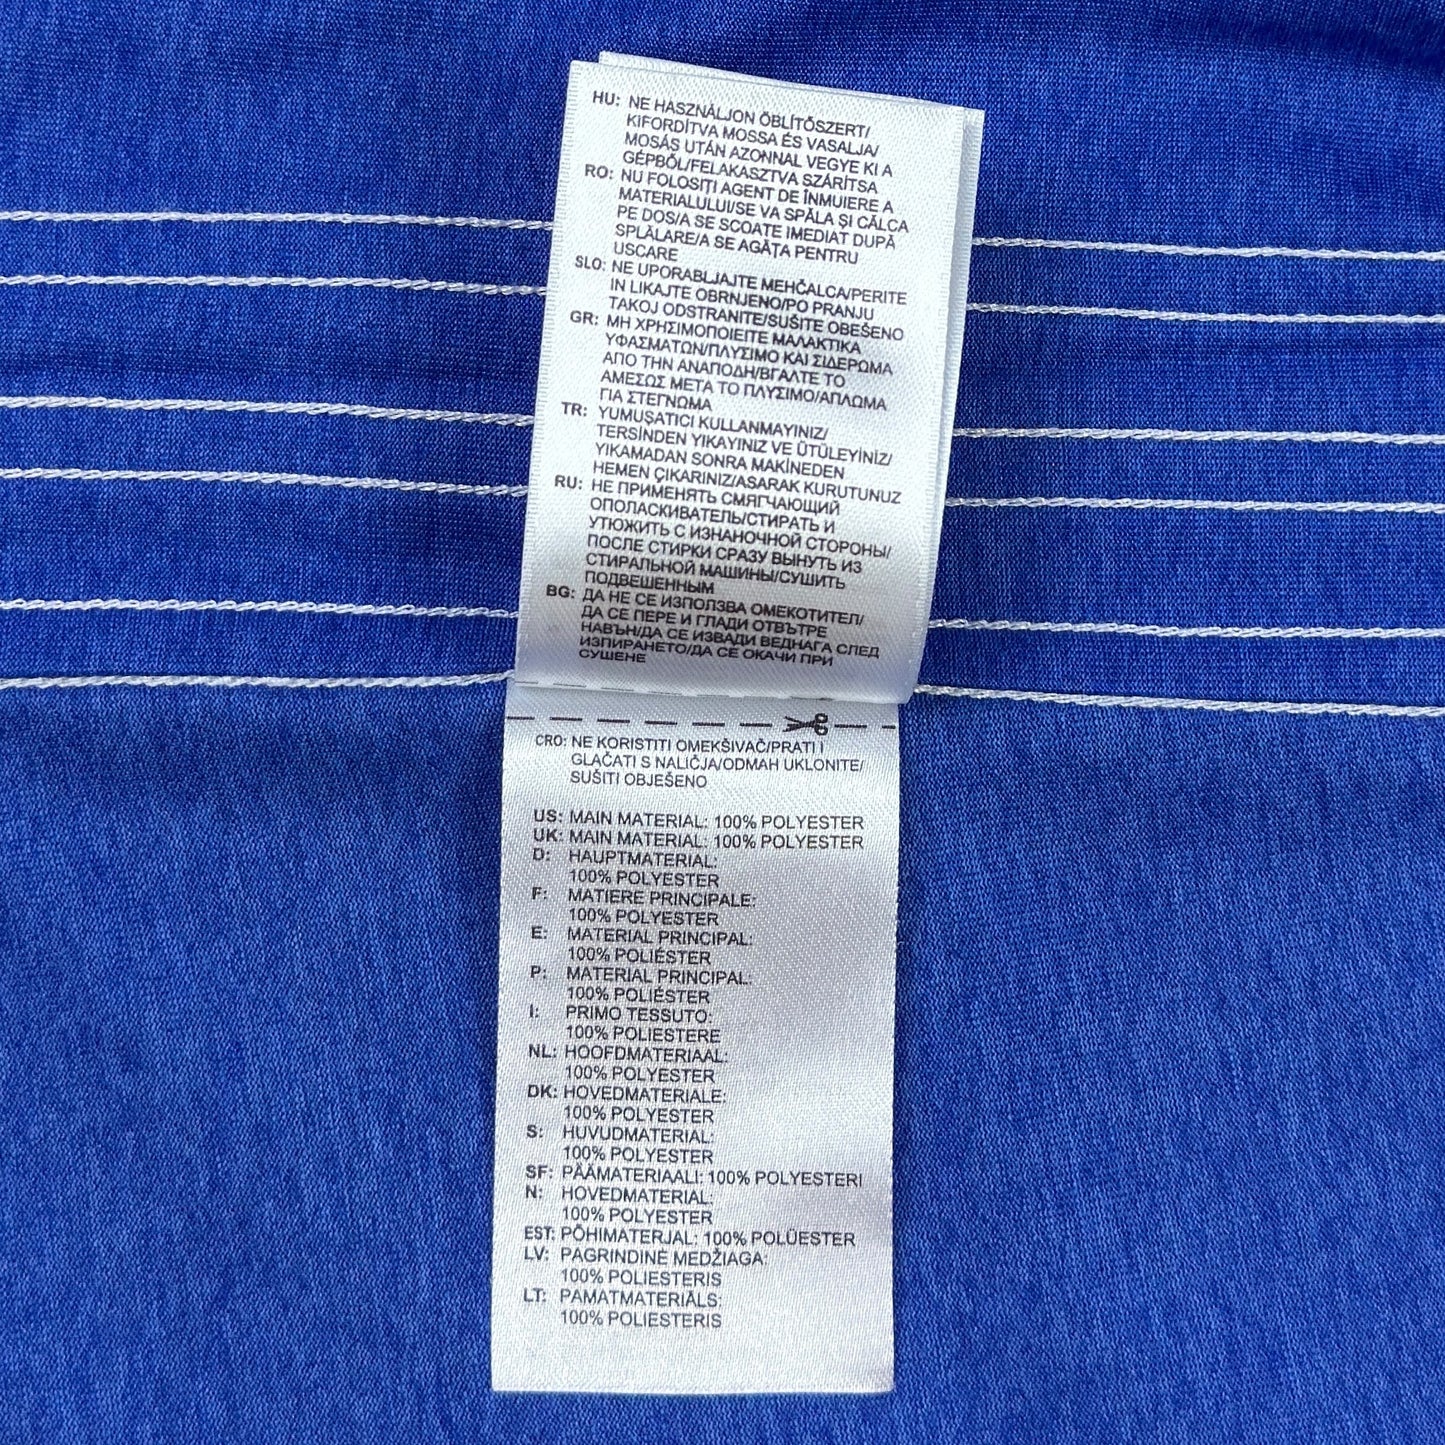 HU: NE HASZNÁLJON ÖBLÍTŐSZERT/
KIFORDÍTVA MOSSA ÉS VASALJA/
MOSÁS UTÁN AZONNAL VEGYE KI A
GÉPBŐL/FELAKASZTVA SZÁRÍTSA
RO: NU FOLOSIȚI AGENT DE ÎNMUIERE A
MATERIALULUI/SE VA SPĂLA ȘI CĂLCA
PE DOS/A SE SCOATE IMEDIAT DUPĂ
SPĂLARE/A SE AGĂȚA PENTRU
USCARE
SLO: NE UPORABLJAJTE MEHČALCA/PERITE
IN LIKAJTE OBRNJENO/PO PRANJU
TAKOJ ODSTRANITE/SUŠITE OBEŠENO
GR: ΜΗ ΧΡΗΣΙΜΟΠΟΙΕΙΤΕ ΜΑΛΑΚΤΙΚΑ
ΥΦΑΣΜΑΤΩΝ/ΠΛΥΣΙΜΟ ΚΑΙ ΣΙΔΕΡΩΜΑ
ΑΠΟ ΤΗΝ ΑΝΑΠΟΔΗ/ΒΓΑΛΤΕ ΤΟ
ΑΜΕΣΩΣ ΜΕΤΑ ΤΟ ΠΛΥΣΙΜΟ/ΑΠΛΩΜΑ
ΓΙΑ ΣΤΕΓΝΩΜΑ
TR: YUMUŞATICI KULLANMAYINIZ/
TERSİNDEN YIKAYINIZ VE ÜTÜLEYİNİZ/
YIKAMADAN SONRA MAKİNEDEN
HEMEN ÇIKARINIZ/ASARAK KURUTUNUZ
RU: НЕ ПРИМЕНЯТЬ СМЯГЧАЮЩИЙ
ОПОЛАСКИВАТЕЛЬ/СТИРАТЬ И
УТЮЖИТЬ С ИЗНАНОЧНОЙ СТОРОНЫ/
ПОСЛЕ СТИРКИ СРАЗУ ВЫНУТЬ ИЗ
СТИРАЛЬНОЙ МАШИНЫ/СУШИТЬ
ПОДВЕШЕННЫМ
BG: ДА НЕ СЕ ИЗПОЛЗВА ОМЕКОТИТЕЛ/
ДА СЕ ПЕРЕ И ГЛАДИ ОТВЪТРЕ
НАВЪН/ДА СЕ ИЗВАДИ ВЕДНАГА СЛЕД
ИЗПИРАНЕТО/ДА СЕ ОКАЧИ ПРИ
СУШЕНЕ
CRO: NE KORISTITI OMEKŠIVAČ/PRATI I
GLAČATI S NALIČJA/ODMAH UKLONITE/
SUŠITI OBJEŠENO
US: MAIN MATERIAL: 100% POLYESTER
UK: MAIN MATERIAL: 100% POLYESTER
D: HAUPTMATERIAL:
100% POLYESTER
F: MATIERE PRINCIPALE:
100% POLYESTER
E: MATERIAL PRINCIPAL:
100% POLIÉSTER
P: MATERIAL PRINCIPAL:
100% POLIÉSTER
I: PRIMO TESSUTO:
100% POLIESTERE
NL: HOOFDMATERIAAL:
100% POLYESTER
DK: HOVEDMATERIALE:
100% POLYESTER
S: HUVUDMATERIAL:
100% POLYESTER
SF: PÄÄMATERIAALI: 100% POLYESTERI
N: HOVEDMATERIAL:
100% POLYESTER
EST: PÕHIMATERJAL: 100% POLÜESTER
LV: PAGRINDINĖ MEDŽIAGA:
100% POLIESTERIS
LT: PAMATMATERIĀLS:
100% POLIESTERIS